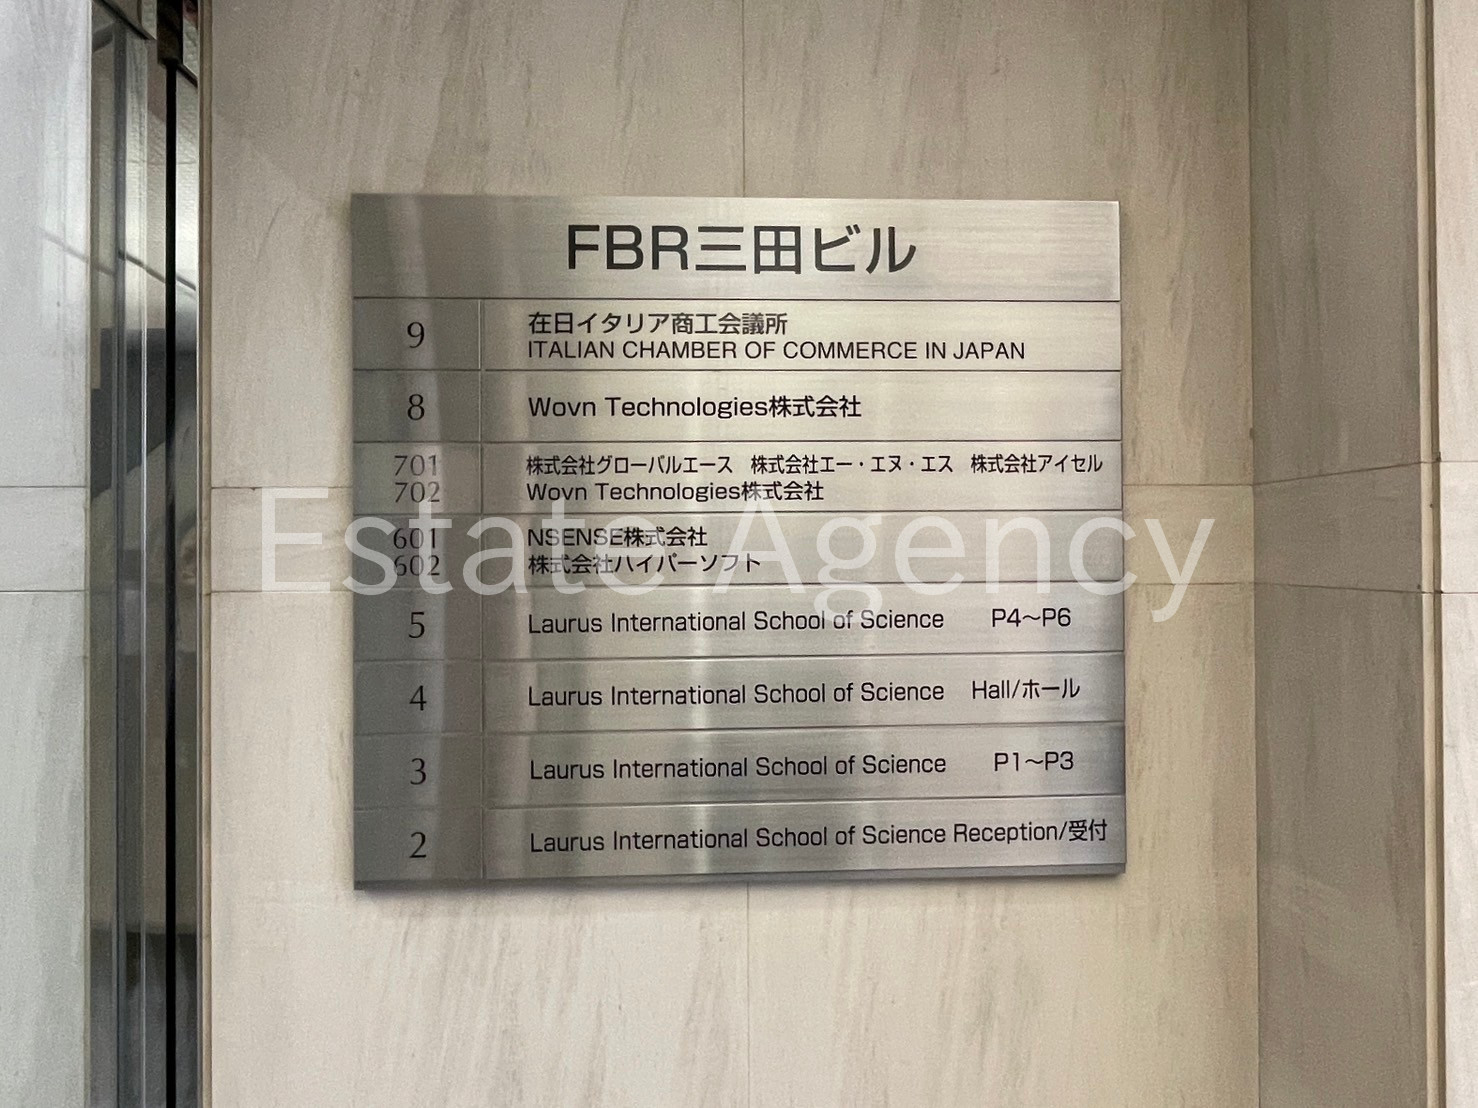 FBR三田ビル
9 在日イタリア商工会議所
ITALIAN CHAMBER OF COMMERCE IN JAPAN
8 Wovn Technologies株式会社
701 株式会社グローバルエース 株式会社エー・エヌ・エス 株式会社アイセル
702 Wovn Technologies株式会社
601 NSENSE株式会社
602 株式会社ハイパーソフト
Estate Agency
5 Laurus International School of Science P4～P6
4 Laurus International School of Science Hall/ホール
3 Laurus International School of Science P1～P3
2 Laurus International School of Science Reception/受付